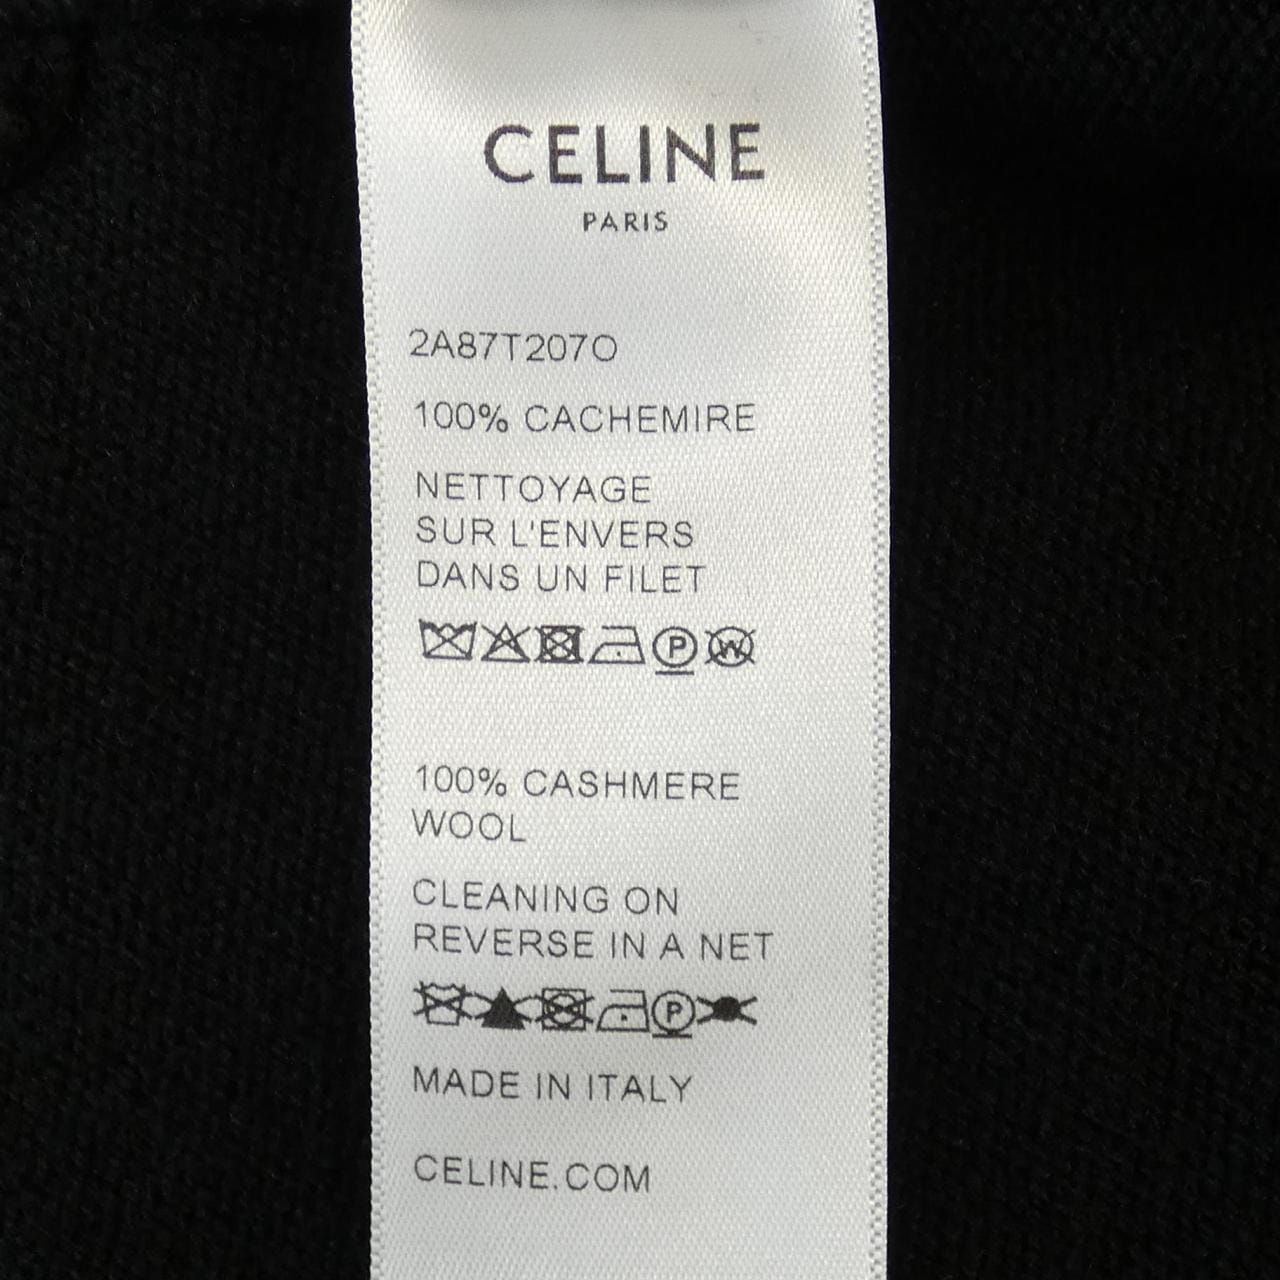 CELINE
PARIS
2A87T207O
100% CACHEMIRE
NETTOYAGE
SUR L'ENVERS
DANS UN FILET
P W
100% CASHMERE
WOOL
CLEANING ON
REVERSE IN A NET
P
MADE IN ITALY
CELINE.COM